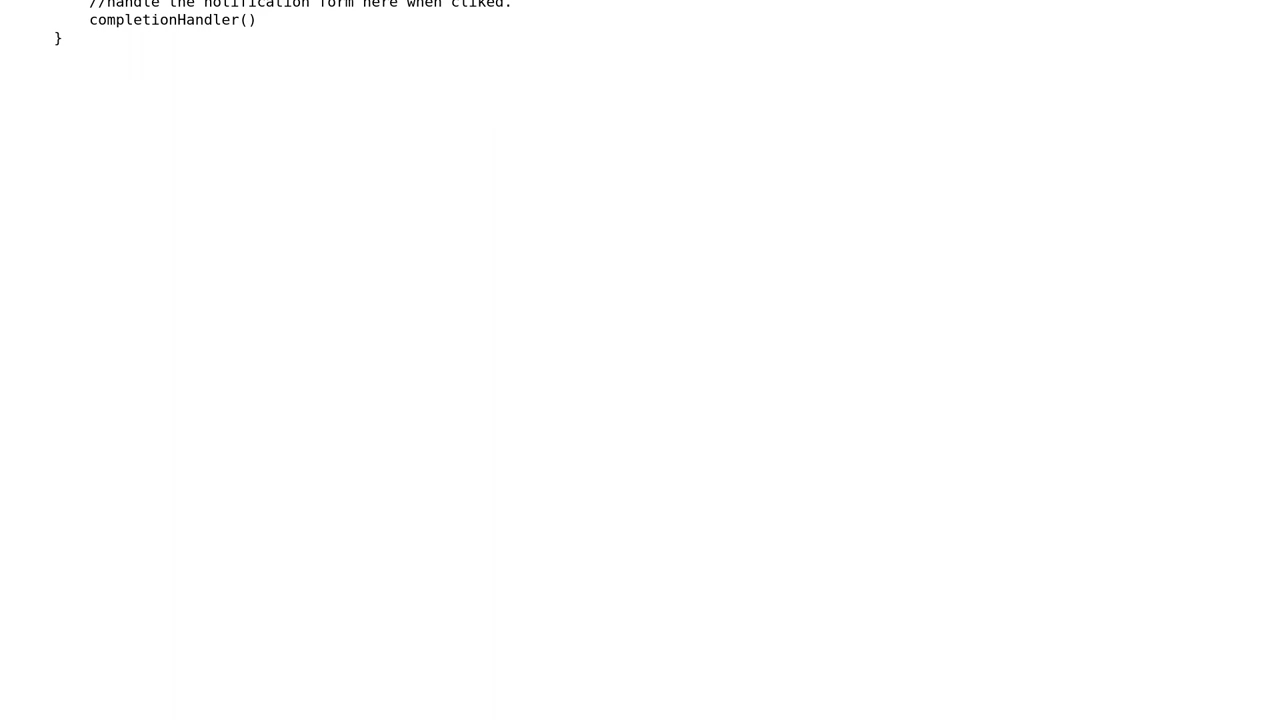 //handle the notification form here when cliked.
completionHandler()
}